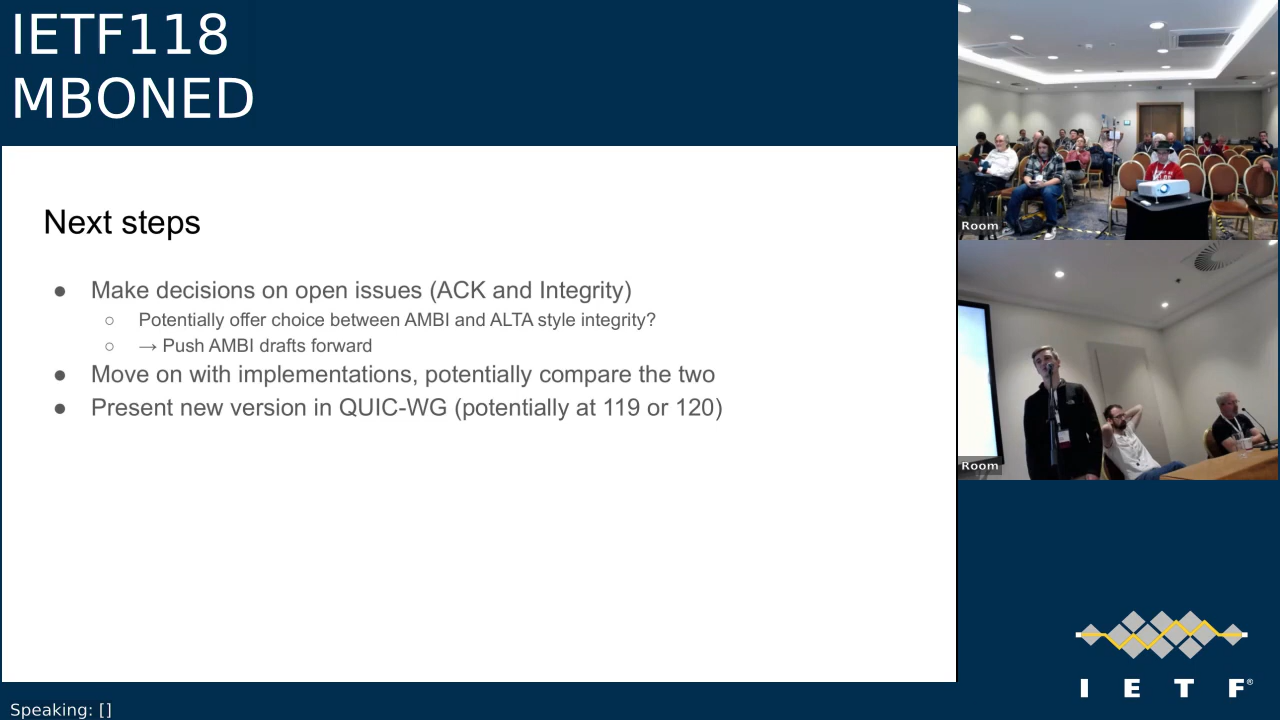 IETF118
MBONED
Next steps
● Make decisions on open issues (ACK and Integrity)
○ Potentially offer choice between AMBI and ALTA style integrity?
○ → Push AMBI drafts forward
● Move on with implementations, potentially compare the two
● Present new version in QUIC-WG (potentially at 119 or 120)
Room
Room
I E T F®
Speaking: []